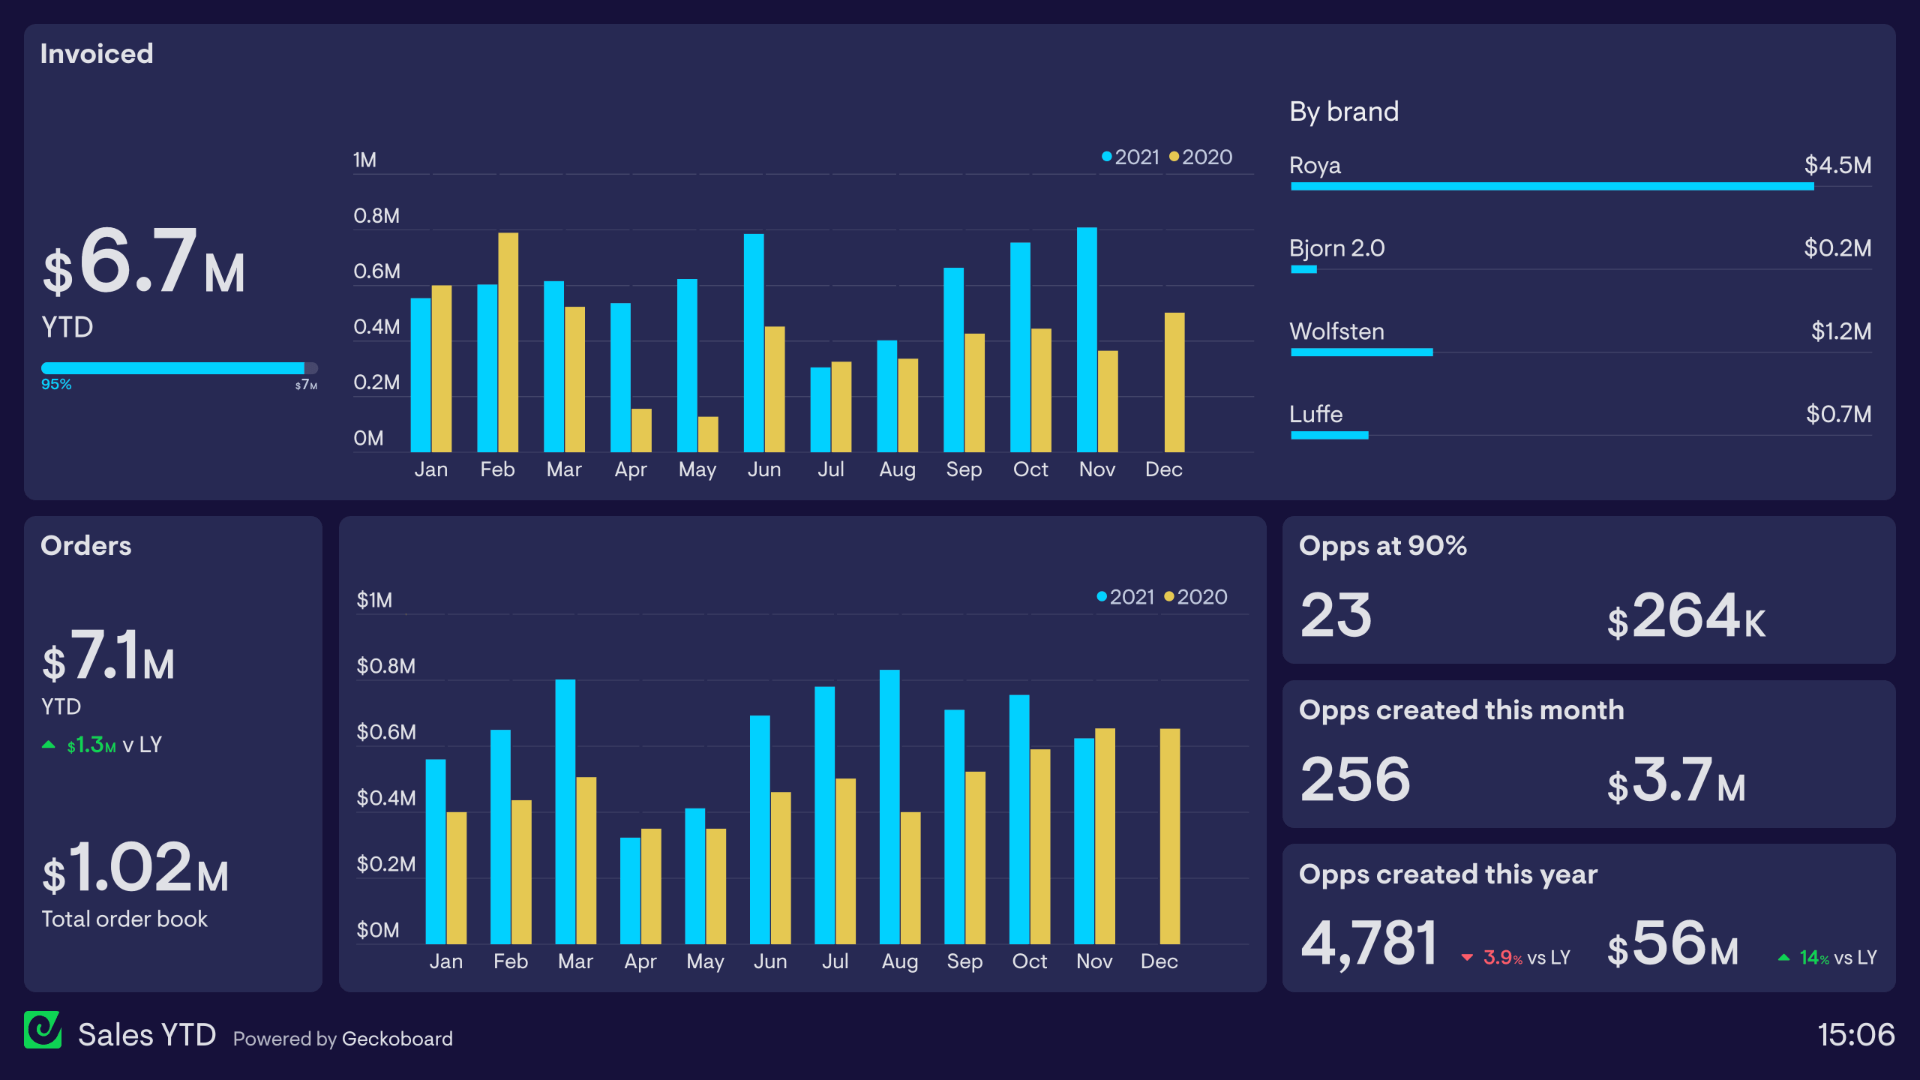 Invoiced
$6.7M
YTD
95% $7M
2021 2020
1M
0.8M
0.6M
0.4M
0.2M
0M
Jan Feb Mar Apr May Jun Jul Aug Sep Oct Nov Dec
By brand
Roya $4.5M
Bjorn 2.0 $0.2M
Wolfsten $1.2M
Luffe $0.7M
Orders
$7.1M
YTD
$1.3M v LY
$1.02M
Total order book
2021 2020
$1M
$0.8M
$0.6M
$0.4M
$0.2M
$0M
Jan Feb Mar Apr May Jun Jul Aug Sep Oct Nov Dec
Opps at 90%
23 $264K
Opps created this month
256 $3.7M
Opps created this year
4,781 3.9% vs LY $56M 14% vs LY
Sales YTD Powered by Geckoboard
15:06